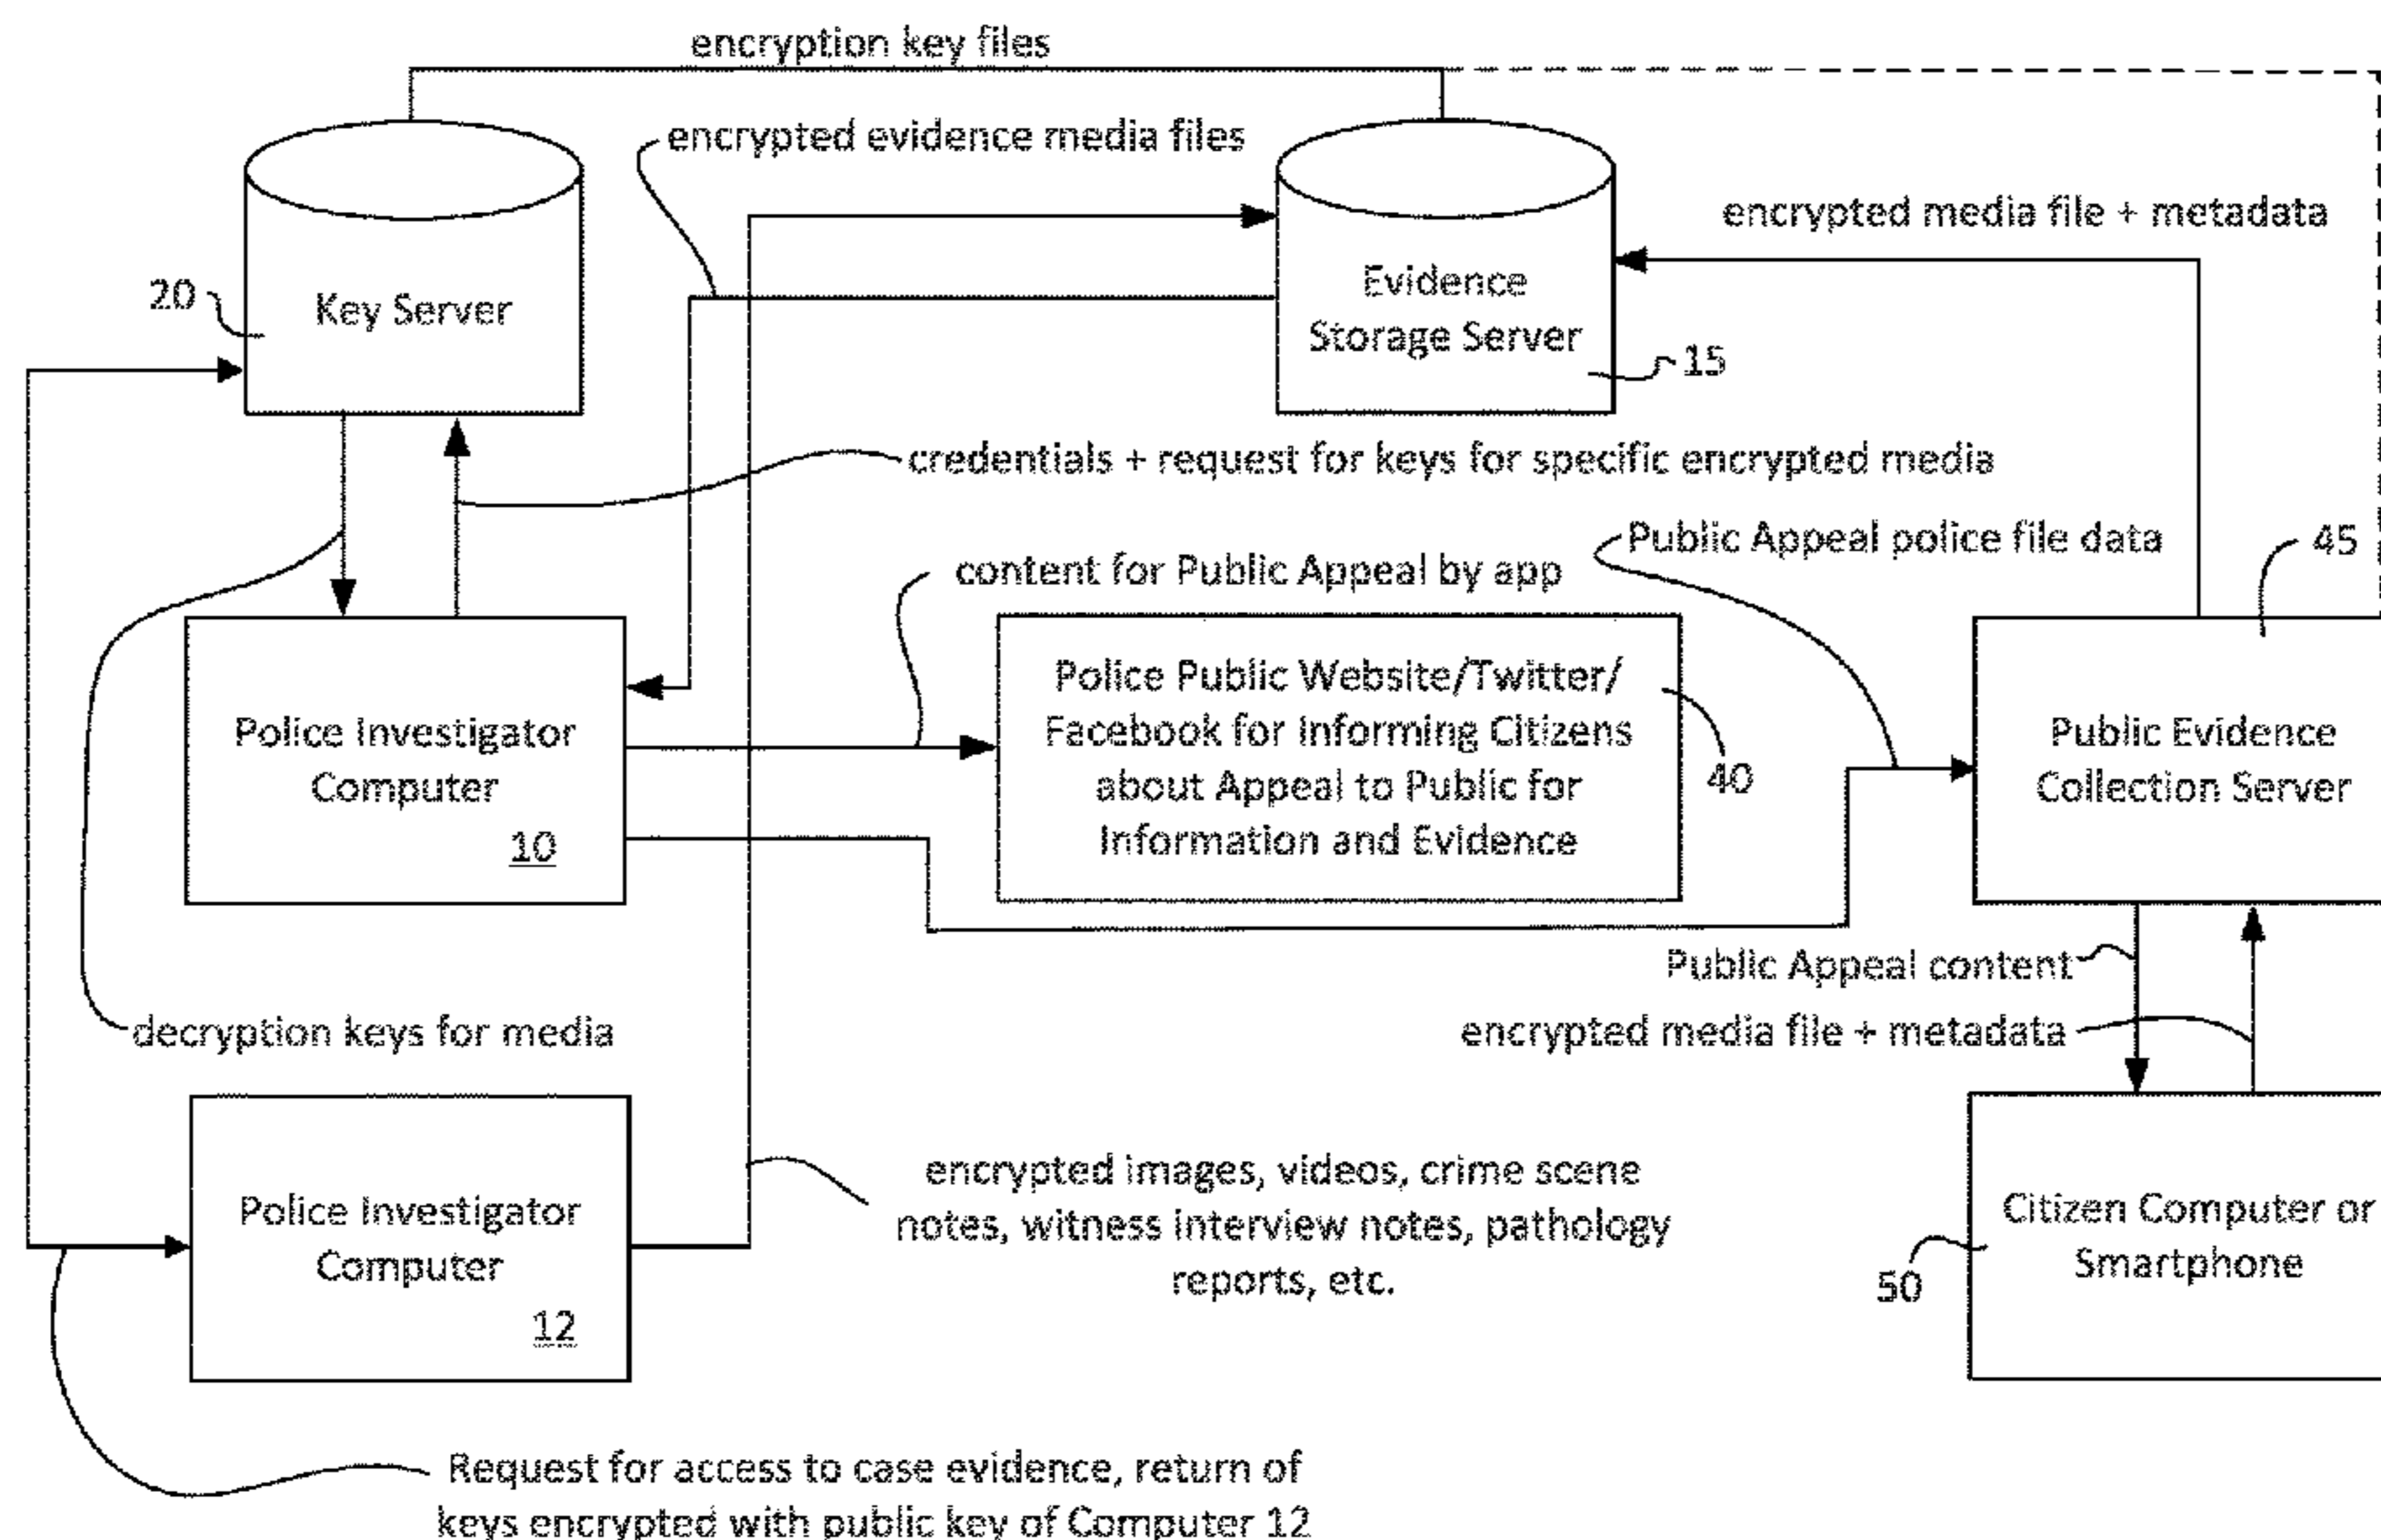 encryption key files
encrypted evidence media files
encrypted media file + metadata
20
Key Server
Evidence
Storage Server
15
credentials + request for keys for specific encrypted media
Public Appeal police file data
45
content for Public Appeal by app
Police Investigator
Computer
10
Police Public Website/Twitter/
Facebook for Informing Citizens
about Appeal to Public for
Information and Evidence
40
Public Evidence
Collection Server
Public Appeal content
encrypted media file + metadata
decryption keys for media
Police Investigator
Computer
12
encrypted images, videos, crime scene
notes, witness interview notes, pathology
reports, etc.
Citizen Computer or
Smartphone
50
Request for access to case evidence, return of
keys encrypted with public key of Computer 12